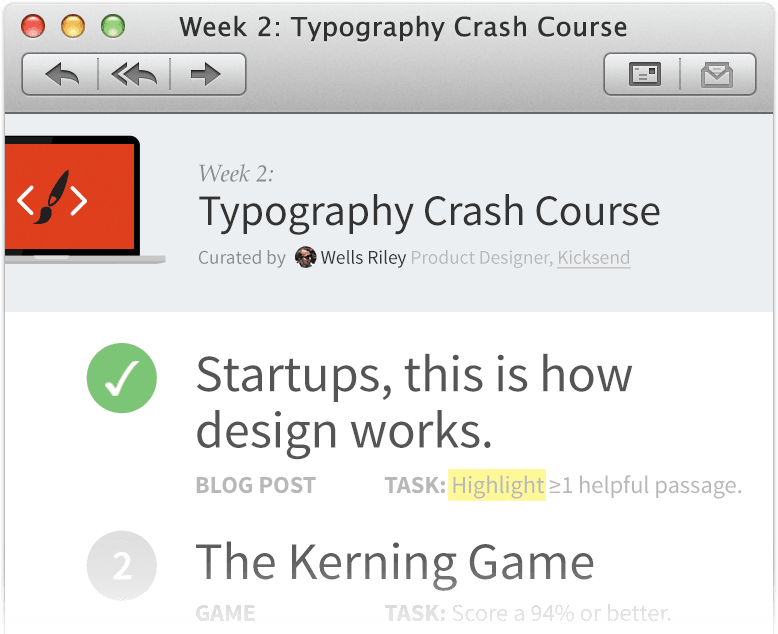 Week 2: Typography Crash Course
Week 2:
Typography Crash Course
Curated by Wells Riley Product Designer, Kicksend
Startups, this is how
design works.
BLOG POST TASK: Highlight ≥1 helpful passage.
2 The Kerning Game
GAME TASK: Score a 94% or better.